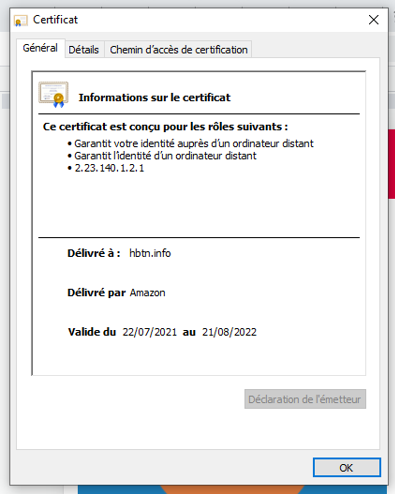 Certificat
Général Détails Chemin d'accès de certification
Informations sur le certificat
Ce certificat est conçu pour les rôles suivants :
• Garantit votre identité auprès d'un ordinateur distant
• Garantit l'identité d'un ordinateur distant
• 2.23.140.1.2.1
Délivré à : hbtn.info
Délivré par Amazon
Valide du 22/07/2021 au 21/08/2022
Déclaration de l'émetteur
OK